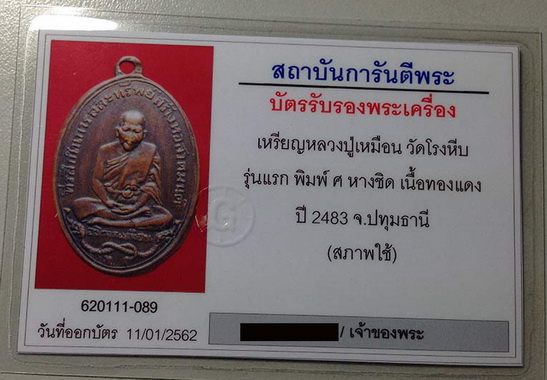 สถาบันการันตีพระ
บัตรรับรองพระเครื่อง
เหรียญหลวงปู่เหมือน วัดโรงหีบ
รุ่นแรก พิมพ์ ศ หางชิด เนื้อทองแดง
ปี 2483 จ.ปทุมธานี
(สภาพใช้)
G
620111-089
วันที่ออกบัตร 11/01/2562
/ เจ้าของพระ